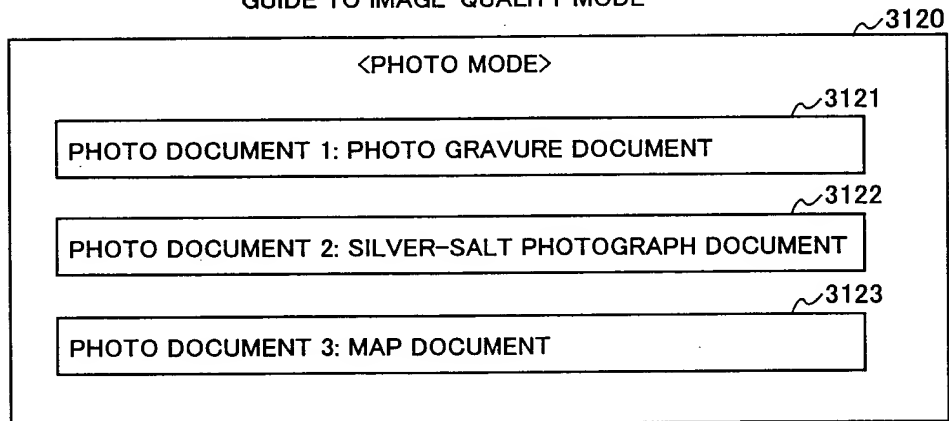 GUIDE TO IMAGE QUALITY MODE
3120
<PHOTO MODE>
3121
PHOTO DOCUMENT 1: PHOTO GRAVURE DOCUMENT
3122
PHOTO DOCUMENT 2: SILVER-SALT PHOTOGRAPH DOCUMENT
3123
PHOTO DOCUMENT 3: MAP DOCUMENT